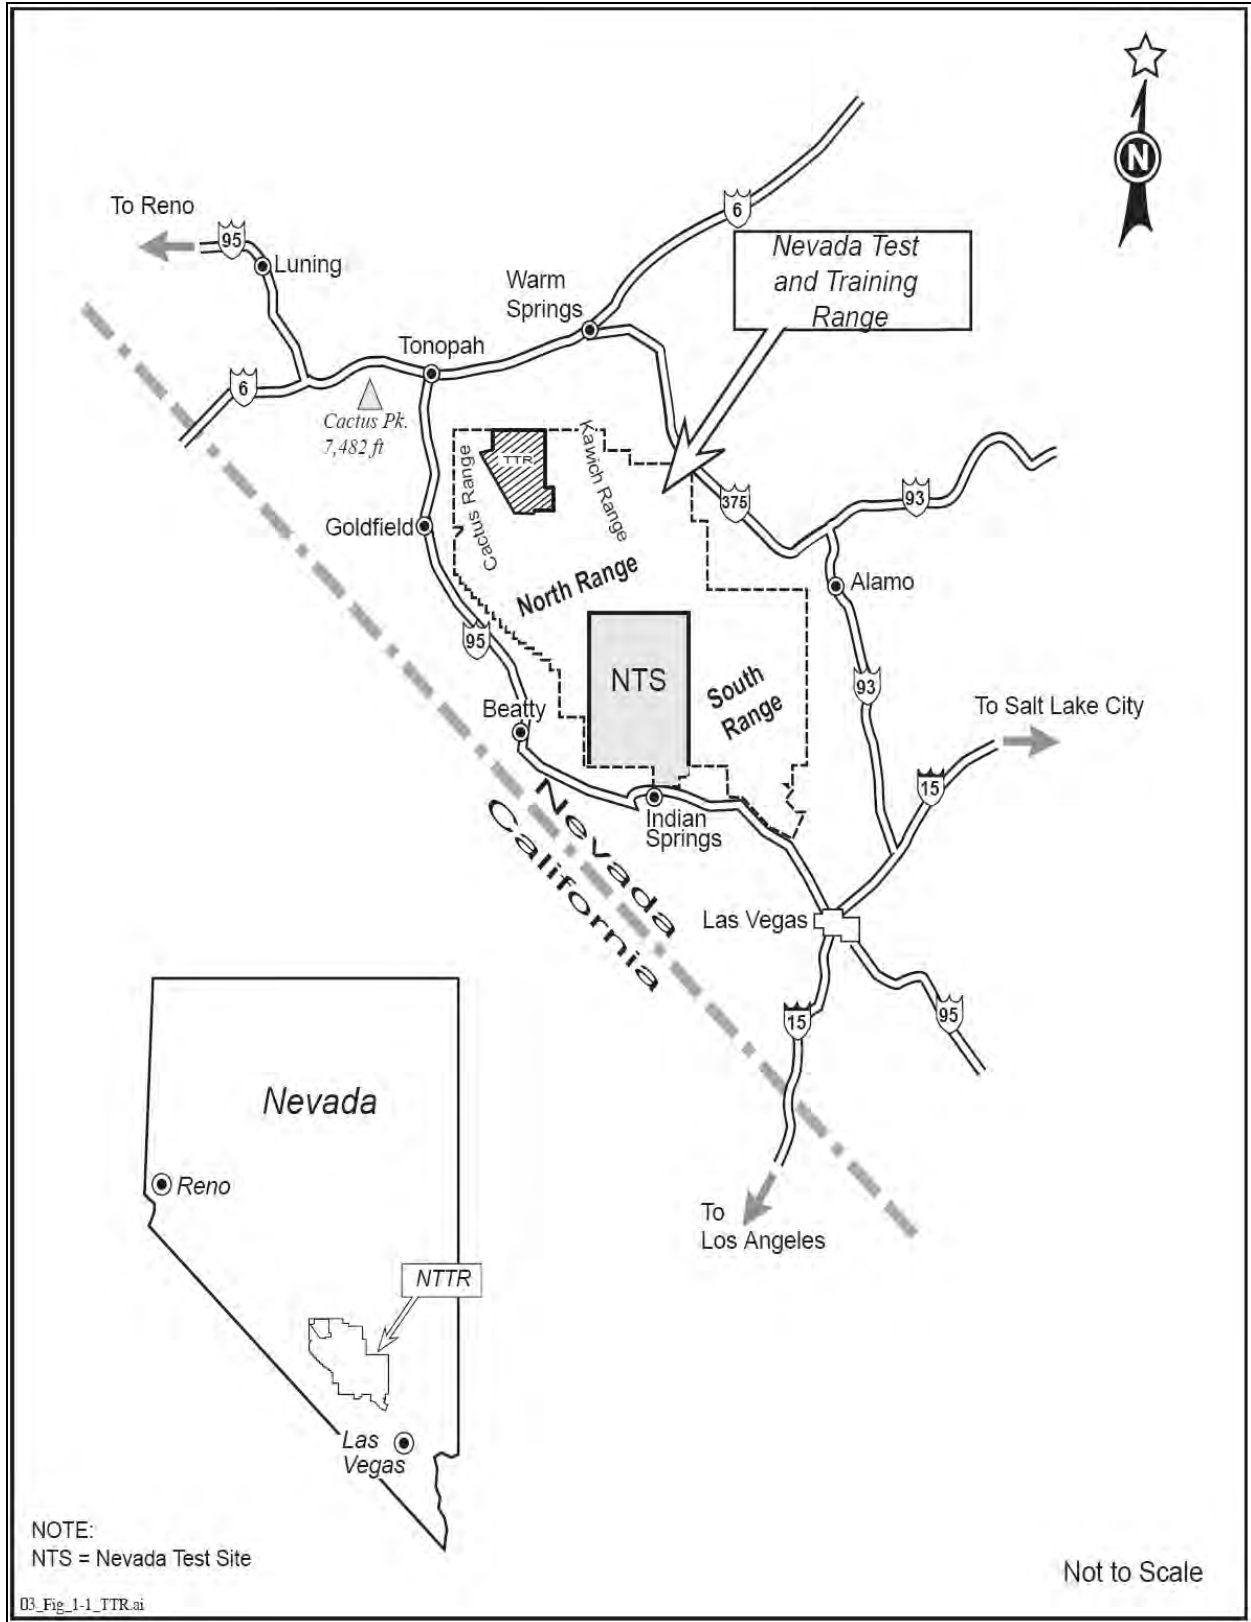 N
To Reno
95
Luning
6
Nevada Test
and Training
Range
Warm
Springs
Tonopah
6
Cactus Pk.
7,482 ft
Cactus Range
TTR
Kawich Range
375
93
Goldfield
North Range
Alamo
95
NTS
South
Range
93
Beatty
To Salt Lake City
15
Nevada
California
Indian
Springs
Las Vegas
15
95
To
Los Angeles
Nevada
Reno
NTTR
Las
Vegas
NOTE:
NTS = Nevada Test Site
Not to Scale
03_Fig_1-1_TTR.ai